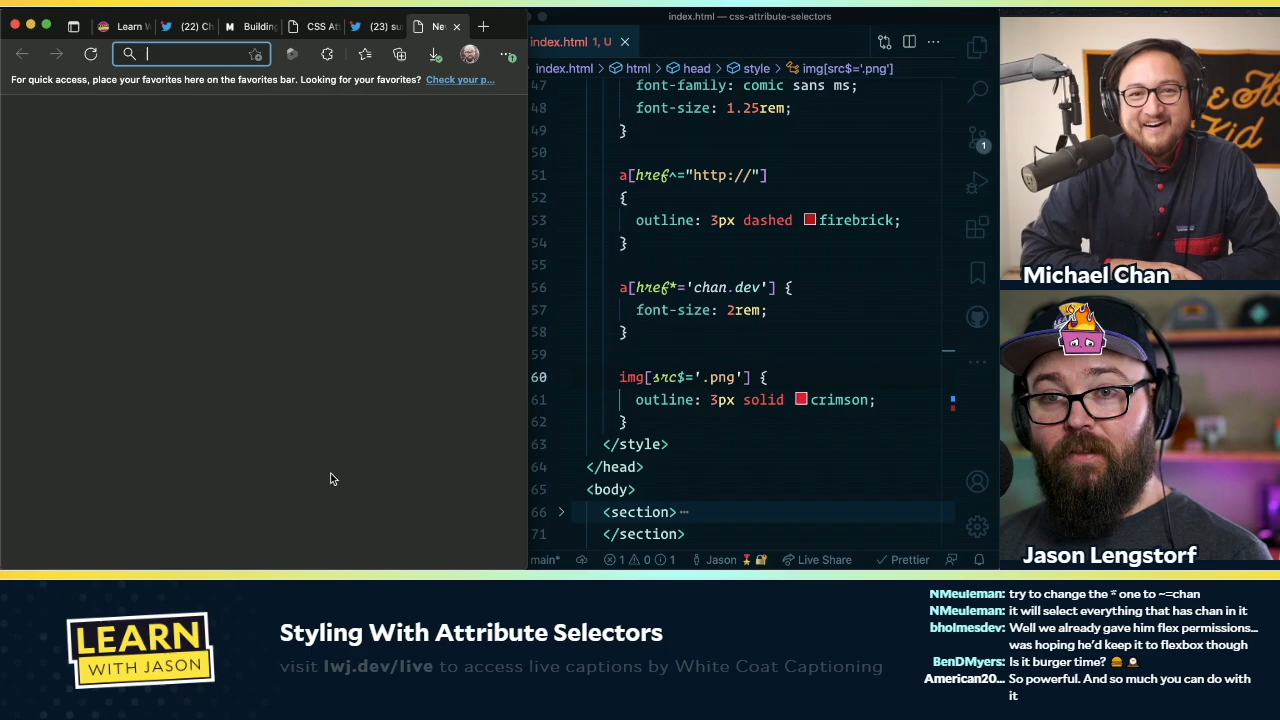 index.html — css-attribute-selectors
Learn W
(22) Ch
Building
CSS Att
(23) su
Nev
index.html 1, U
For quick access, place your favorites here on the favorites bar. Looking for your favorites? Check your p...
index.html > html > head > style > img[src$='.png']
47 font-family: comic sans ms;
48 font-size: 1.25rem;
49 }
50
51 a[href^="http://"]
52 {
53 outline: 3px dashed firebrick;
54 }
55
56 a[href*='chan.dev'] {
57 font-size: 2rem;
58 }
59
60 img[src$='.png'] {
61 outline: 3px solid crimson;
62 }
63 </style>
64 </head>
65 <body>
66 <section>
71 </section>
main* 1 0 1 Jason Live Share Prettier
1
Kid
Michael Chan
Jason Lengstorf
LEARN
WITH JASON
Styling With Attribute Selectors
visit lwj.dev/live to access live captions by White Coat Captioning
NMeuleman: try to change the * one to ~=chan
NMeuleman: it will select everything that has chan in it
bholmesdev: Well we already gave him flex permissions...
was hoping he'd keep it to flexbox though
BenDMyers: Is it burger time? 🍔 ⏲️
American20... So powerful. And so much you can do with
it